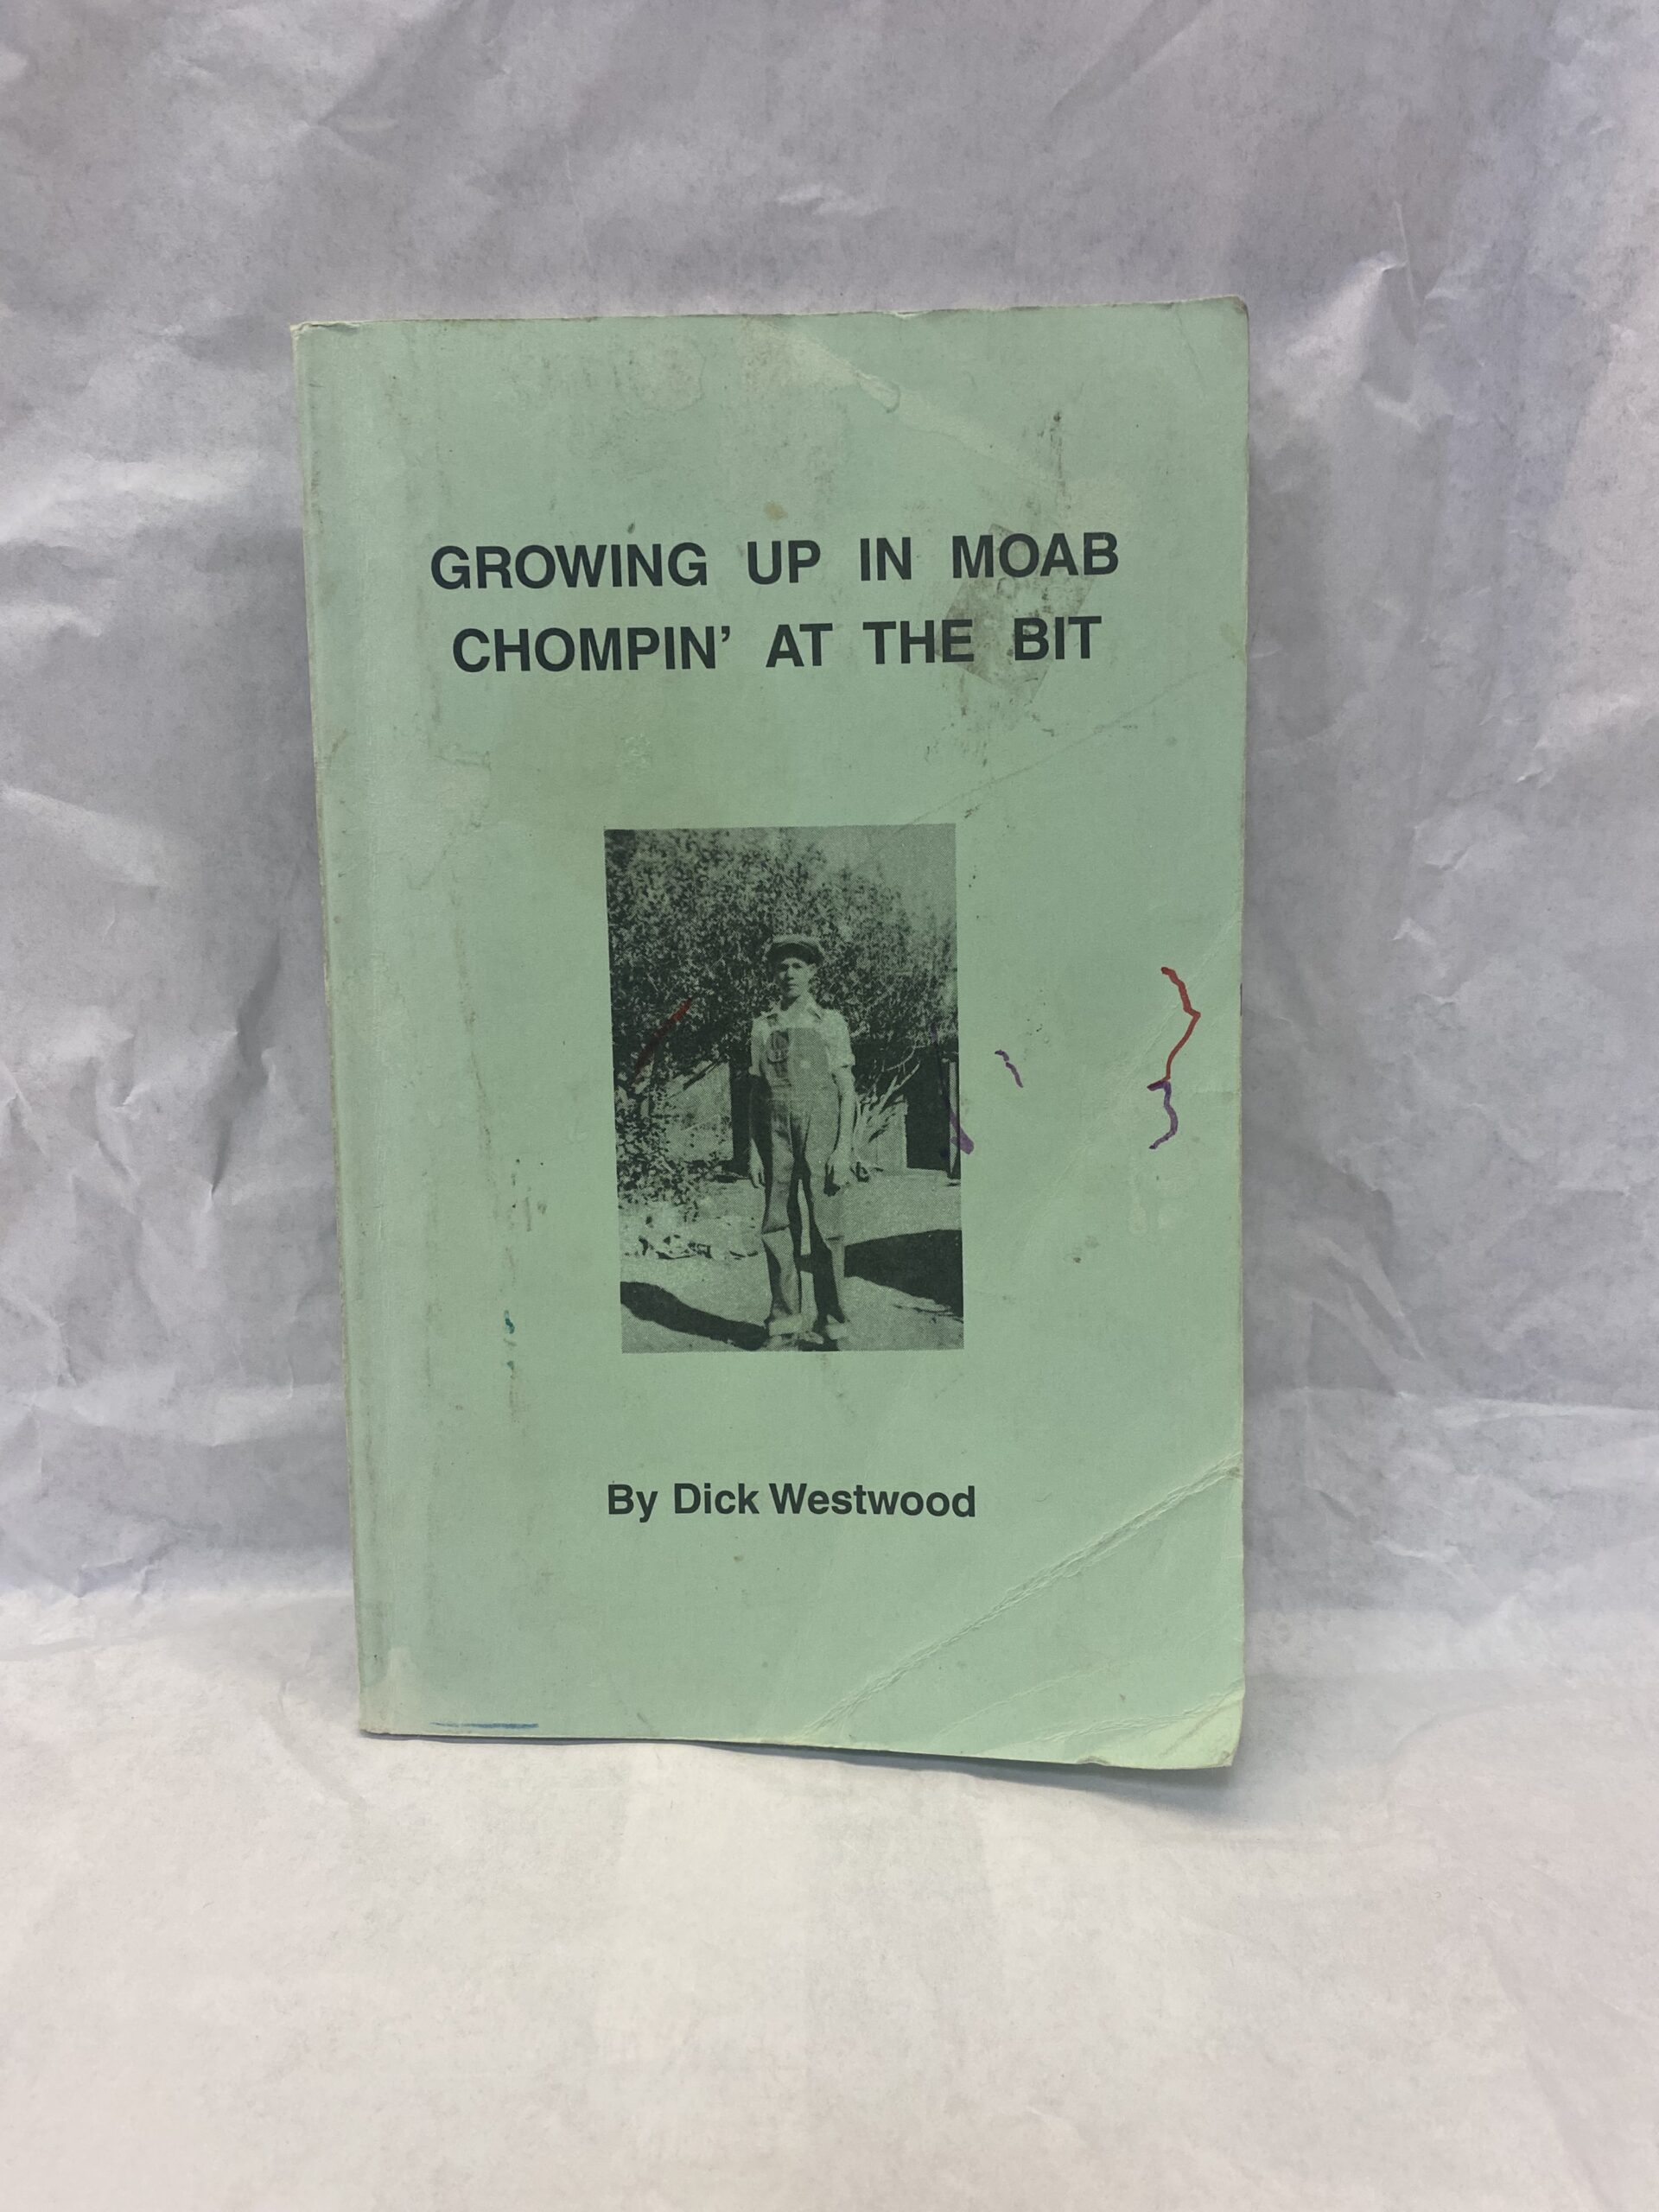 GROWING UP IN MOAB
CHOMPIN’ AT THE BIT
By Dick Westwood